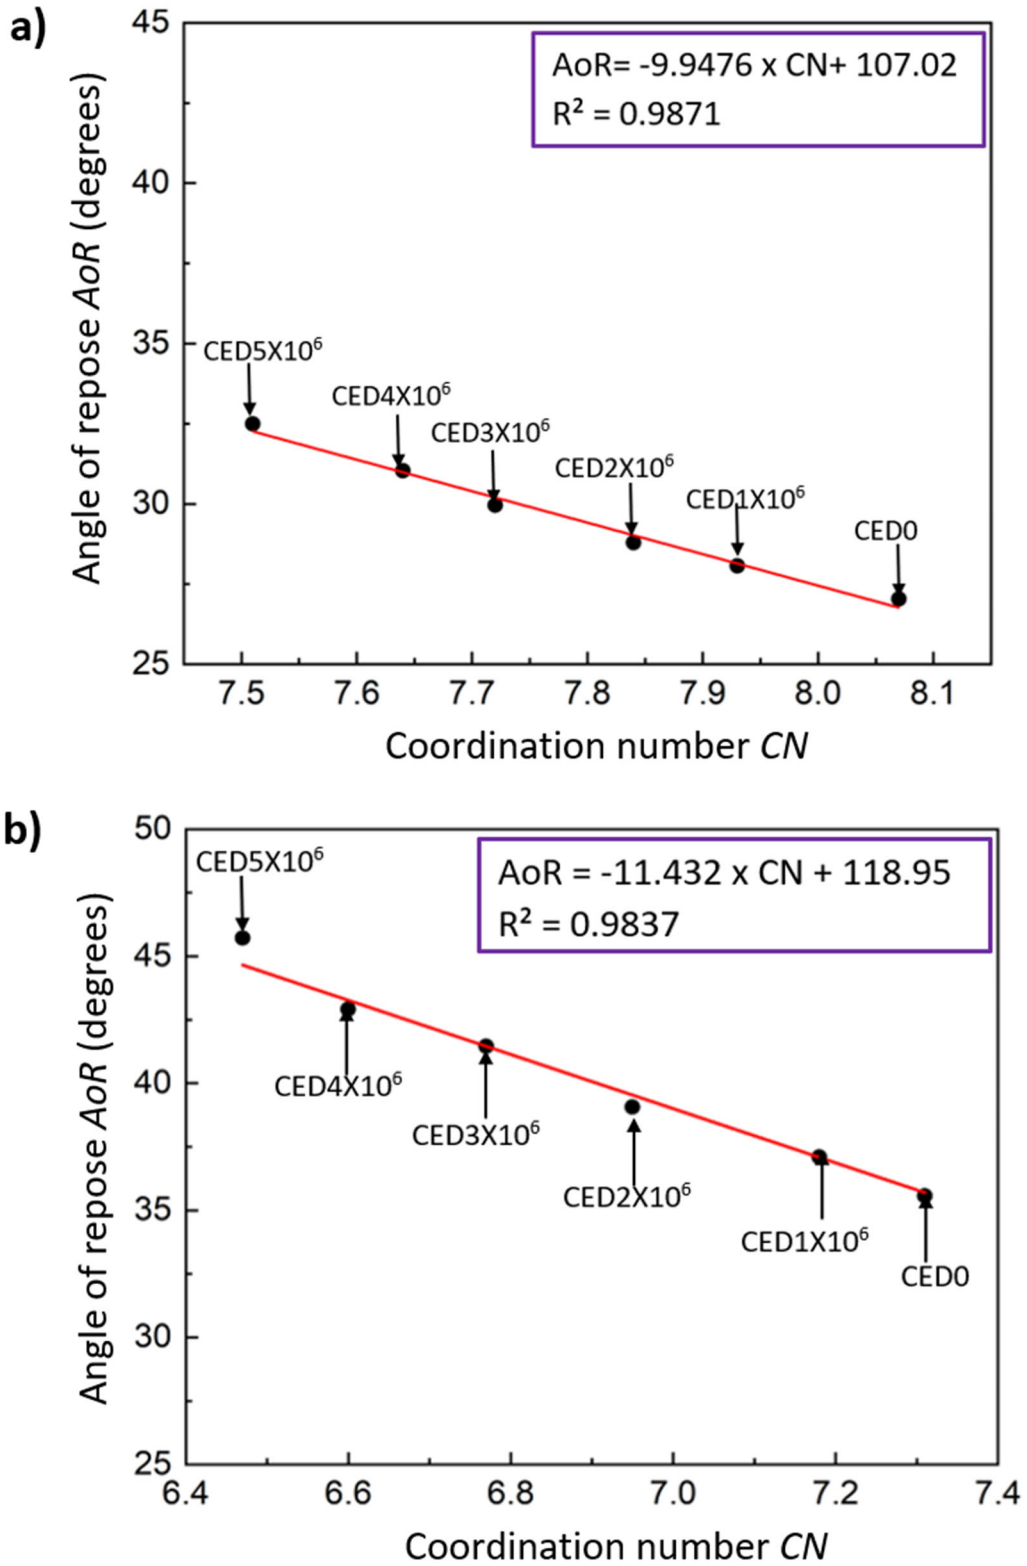 a)
AoR= -9.9476 x CN+ 107.02
R² = 0.9871
Angle of repose AoR (degrees)
45
40
35
30
25
CED5X10⁶
CED4X10⁶
CED3X10⁶
CED2X10⁶
CED1X10⁶
CED0
7.5 7.6 7.7 7.8 7.9 8.0 8.1
Coordination number CN
b)
AoR = -11.432 x CN + 118.95
R² = 0.9837
Angle of repose AoR (degrees)
50
45
40
35
30
25
CED5X10⁶
CED4X10⁶
CED3X10⁶
CED2X10⁶
CED1X10⁶
CED0
6.4 6.6 6.8 7.0 7.2 7.4
Coordination number CN